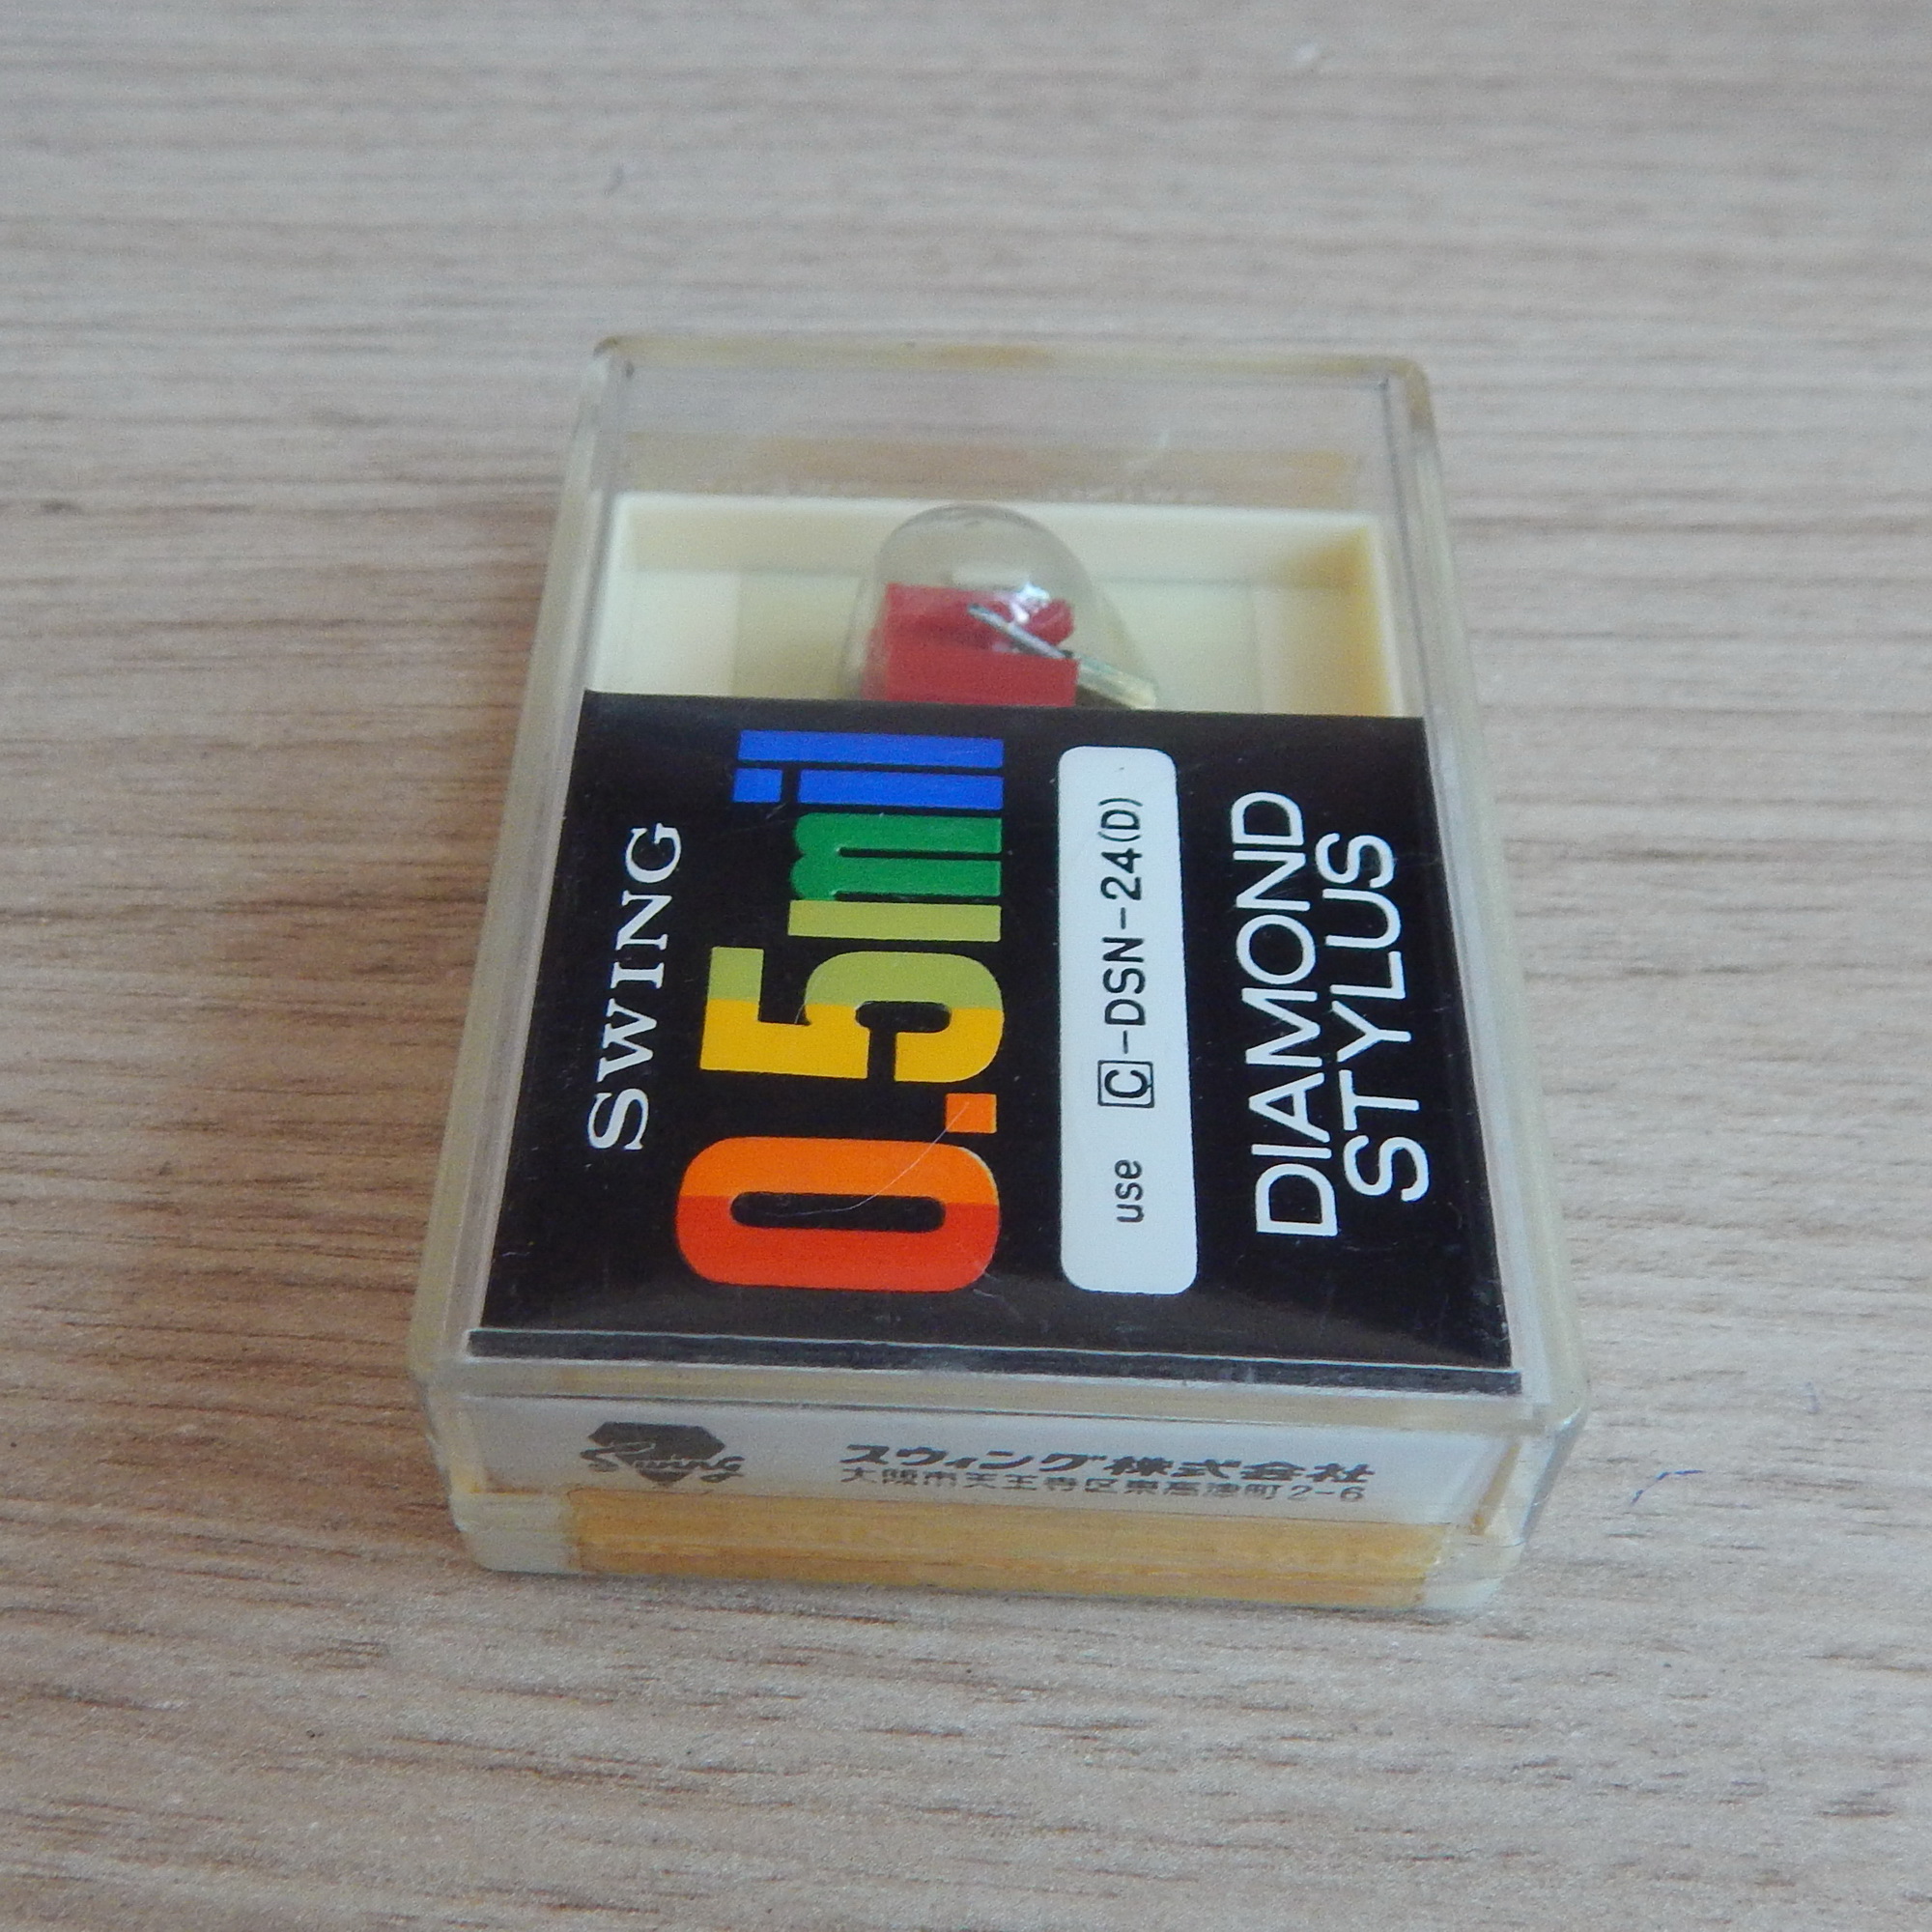 SWING
0.5mil
use C-DSN-24(D)
DIAMOND
STYLUS
Swing
スウィング株式会社
大阪市天王寺区東高津町2-6